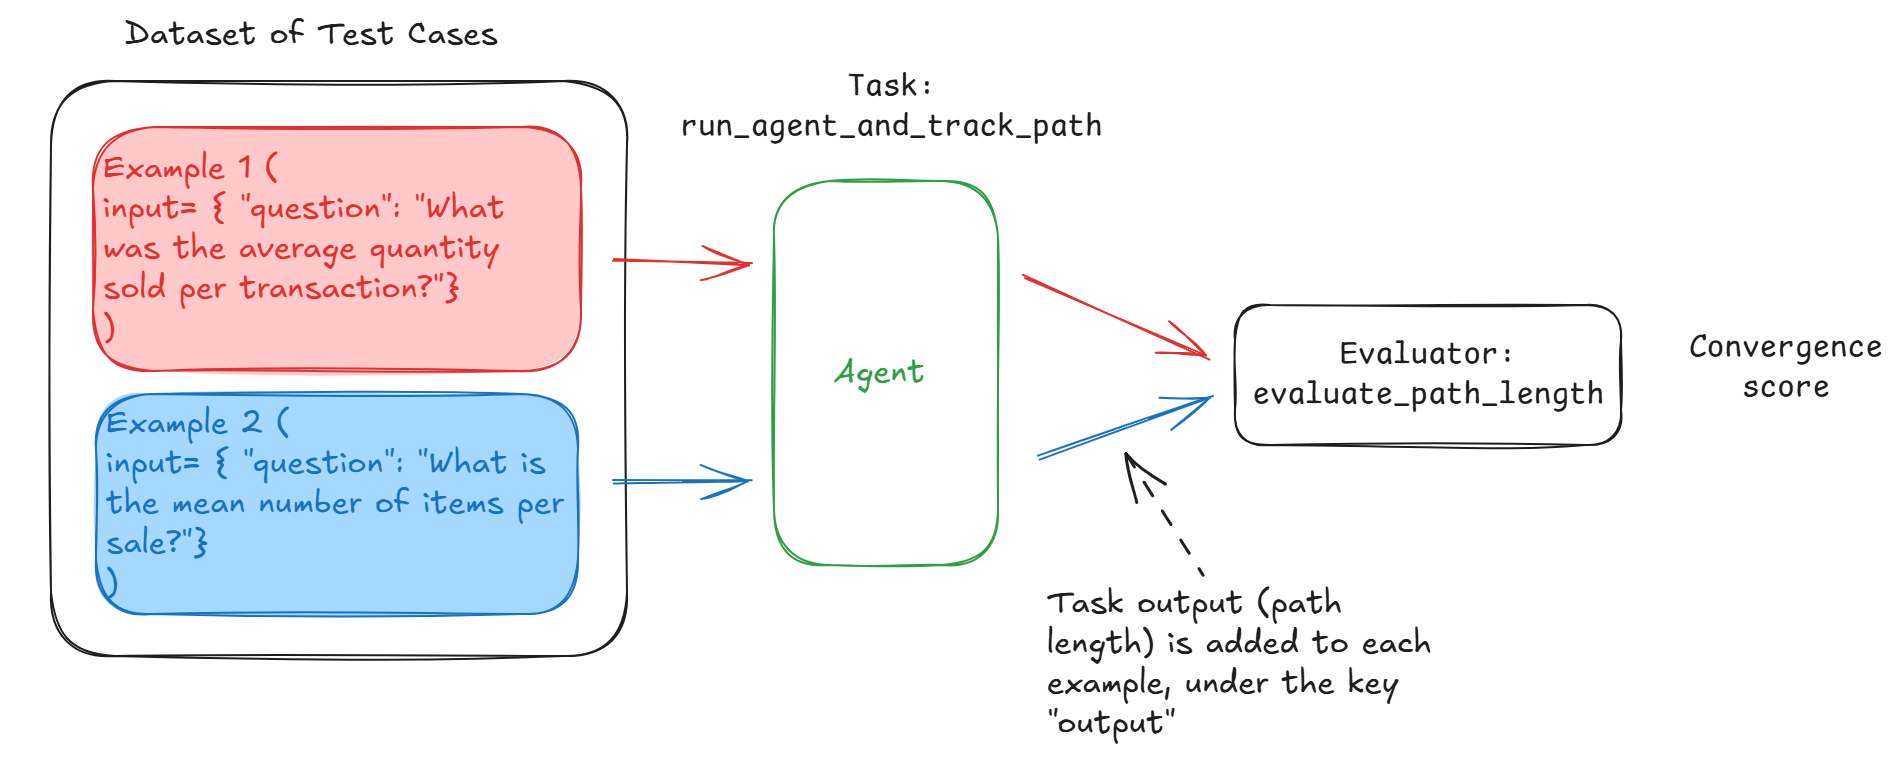 Dataset of Test Cases
Example 1 (
input= { "question": "What
was the average quantity
sold per transaction?"}
)
Example 2 (
input= { "question": "What is
the mean number of items per
sale?"}
)
Task:
run_agent_and_track_path
Agent
Evaluator:
evaluate_path_length
Convergence
score
Task output (path
length) is added to each
example, under the key
"output"